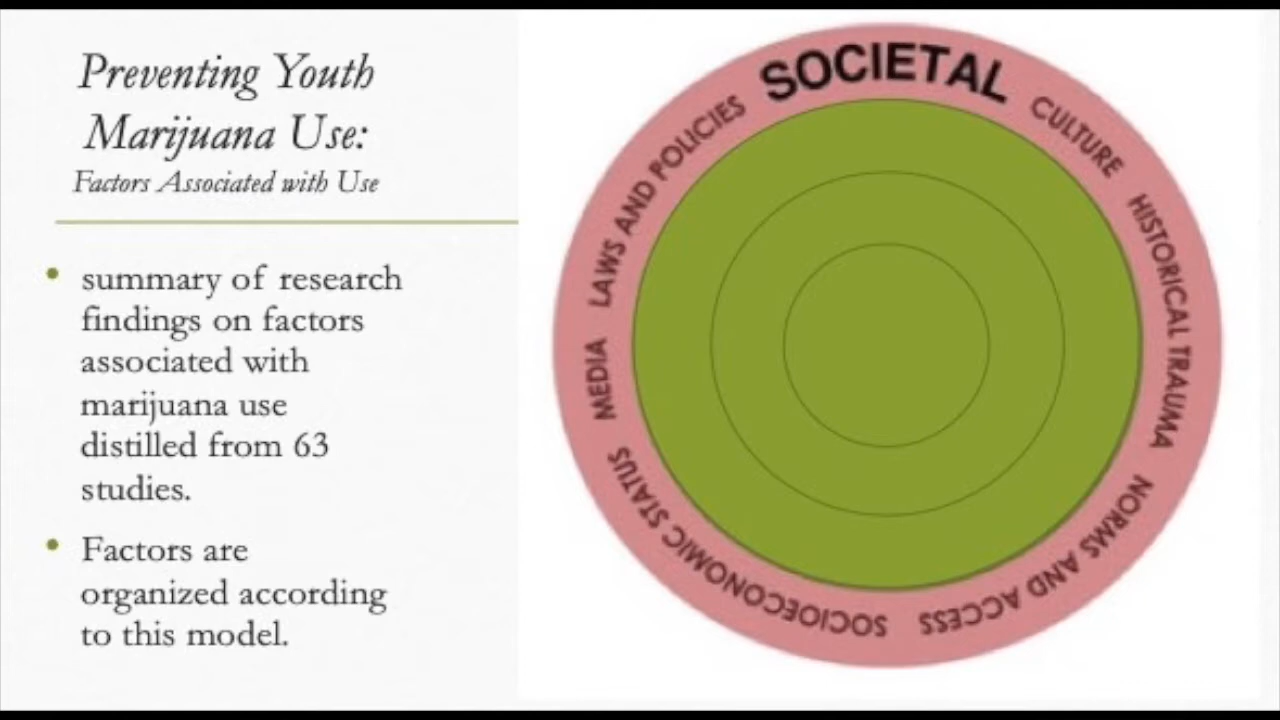 Preventing Youth
Marijuana Use:
Factors Associated with Use
• summary of research
findings on factors
associated with
marijuana use
distilled from 63
studies.
• Factors are
organized according
to this model.
SOCIETAL
CULTURE
HISTORICAL TRAUMA
NORMS AND ACCESS
SOCIOECONOMIC STATUS
MEDIA
LAWS AND POLICIES